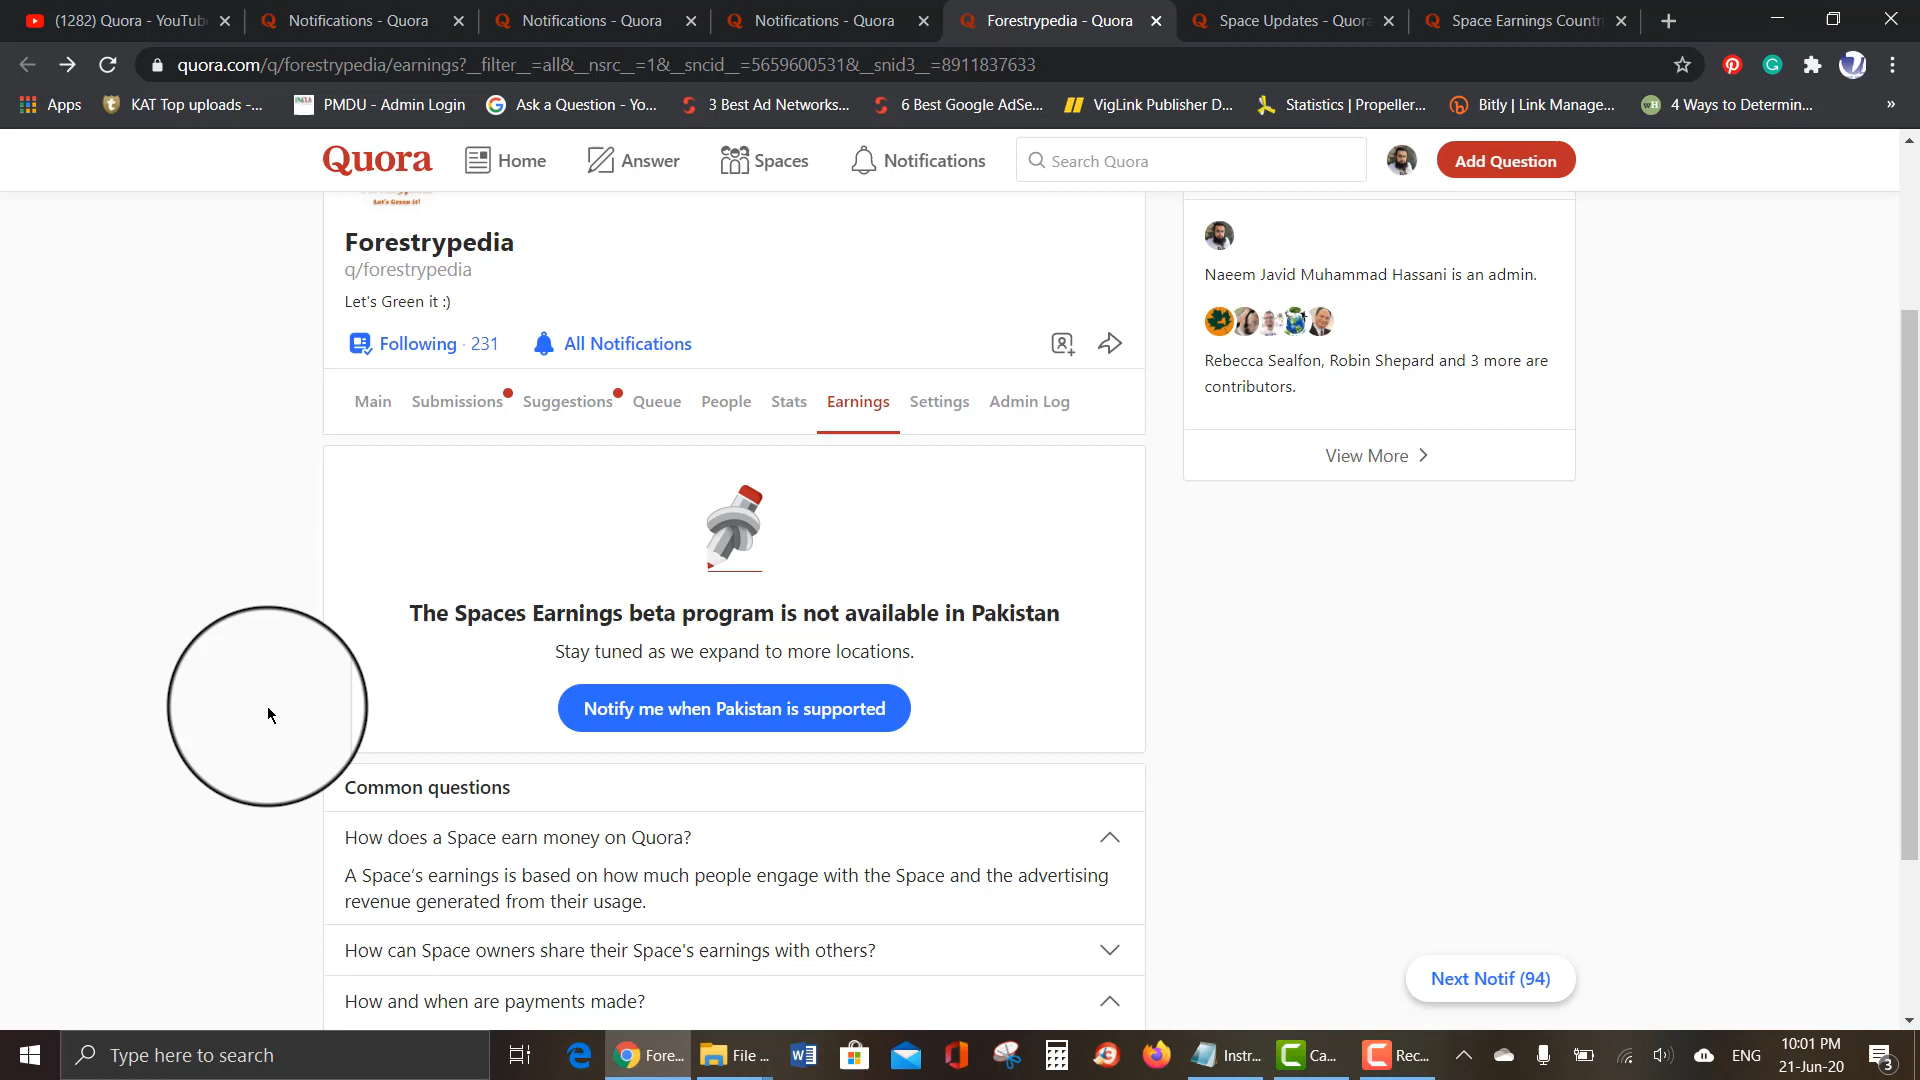 (1282) Quora - YouTub
Notifications - Quora
Notifications - Quora
Notifications - Quora
Forestrypedia - Quora
Space Updates - Quora
Space Earnings Countri
quora.com/q/forestrypedia/earnings?__filter__=all&__nsrc__=1&__sncid__=5659600531&__snid3__=8911837633
Apps
KAT Top uploads -...
PMDU - Admin Login
Ask a Question - Yo...
3 Best Ad Networks...
6 Best Google AdSe...
VigLink Publisher D...
Statistics | Propeller...
Bitly | Link Manage...
4 Ways to Determin...
»
Quora
Home
Answer
Spaces
Notifications
Search Quora
Add Question
Let's Green it!
Forestrypedia
q/forestrypedia
Let's Green it :)
Following · 231
All Notifications
Main
Submissions
Suggestions
Queue
People
Stats
Earnings
Settings
Admin Log
Naeem Javid Muhammad Hassani is an admin.
Rebecca Sealfon, Robin Shepard and 3 more are
contributors.
View More
The Spaces Earnings beta program is not available in Pakistan
Stay tuned as we expand to more locations.
Notify me when Pakistan is supported
Common questions
How does a Space earn money on Quora?
A Space's earnings is based on how much people engage with the Space and the advertising
revenue generated from their usage.
How can Space owners share their Space's earnings with others?
How and when are payments made?
Next Notif (94)
Type here to search
Fore...
File ...
Instr...
Ca...
Rec...
ENG
10:01 PM
21-Jun-20
3